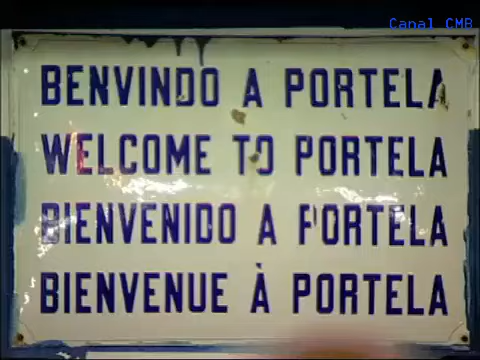 Canal CMB
BENVINDO A PORTELA
WELCOME TO PORTELA
BIENVENIDO A PORTELA
BIENVENUE À PORTELA